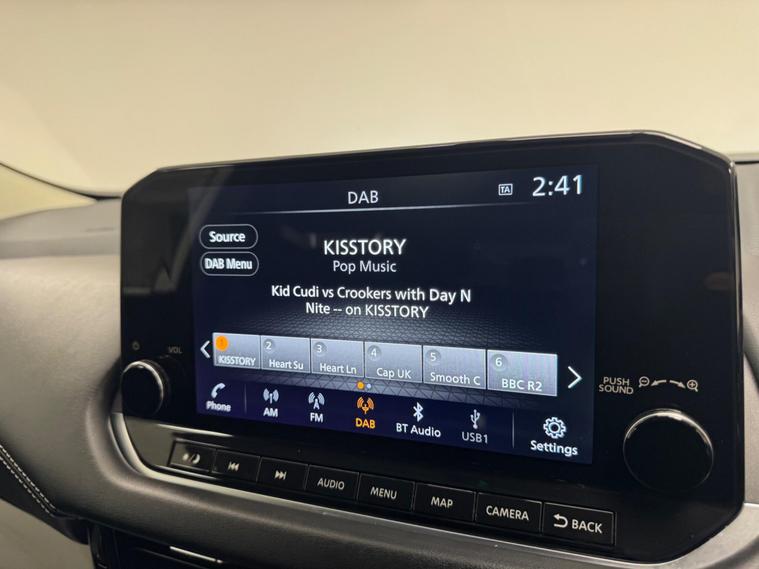 DAB
TA
2:41
Source
KISSTORY
Pop Music
DAB Menu
Kid Cudi vs Crookers with Day N
Nite -- on KISSTORY
1 KISSTORY
2 Heart Su
3 Heart Ln
4 Cap UK
5 Smooth C
6 BBC R2
Phone
AM
FM
DAB
BT Audio
USB1
Settings
VOL
PUSH
SOUND
AUDIO
MENU
MAP
CAMERA
BACK